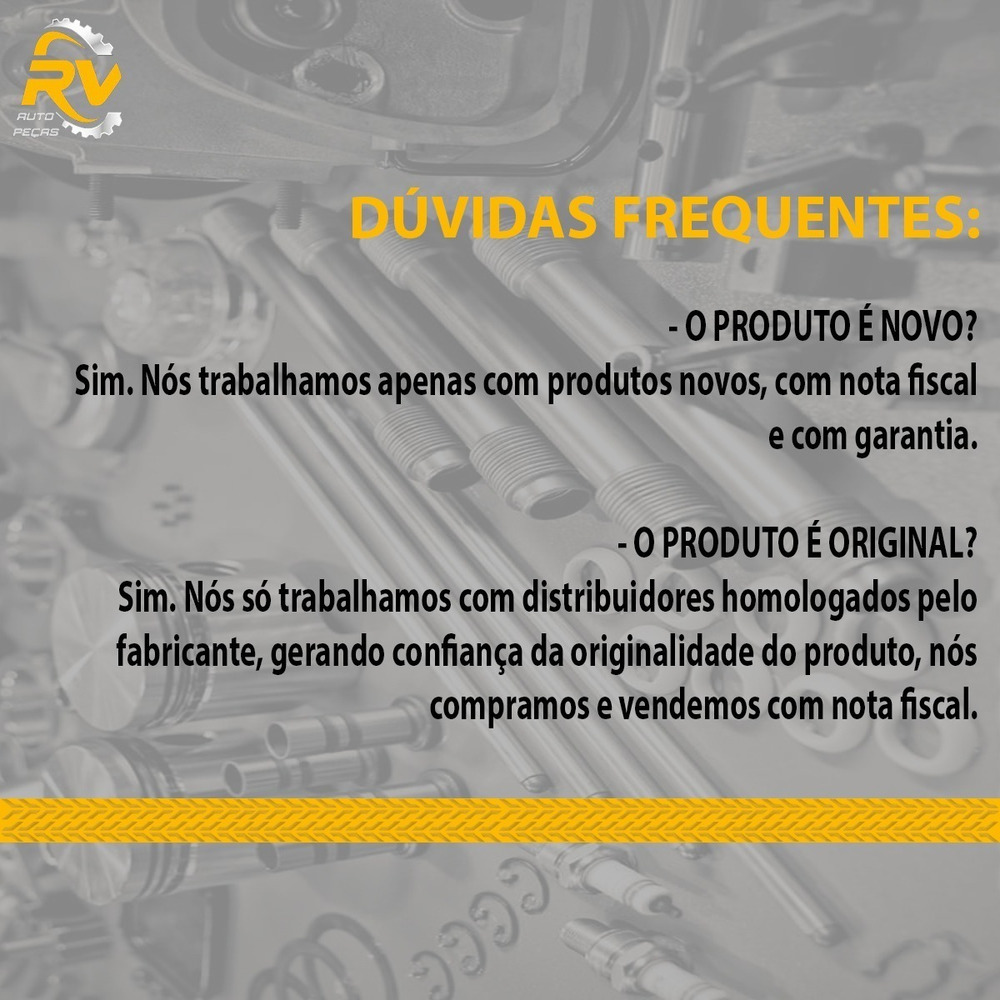 RV
AUTO
PEÇAS
DÚVIDAS FREQUENTES:
- O PRODUTO É NOVO?
Sim. Nós trabalhamos apenas com produtos novos, com nota fiscal
e com garantia.
- O PRODUTO É ORIGINAL?
Sim. Nós só trabalhamos com distribuidores homologados pelo
fabricante, gerando confiança da originalidade do produto, nós
compramos e vendemos com nota fiscal.